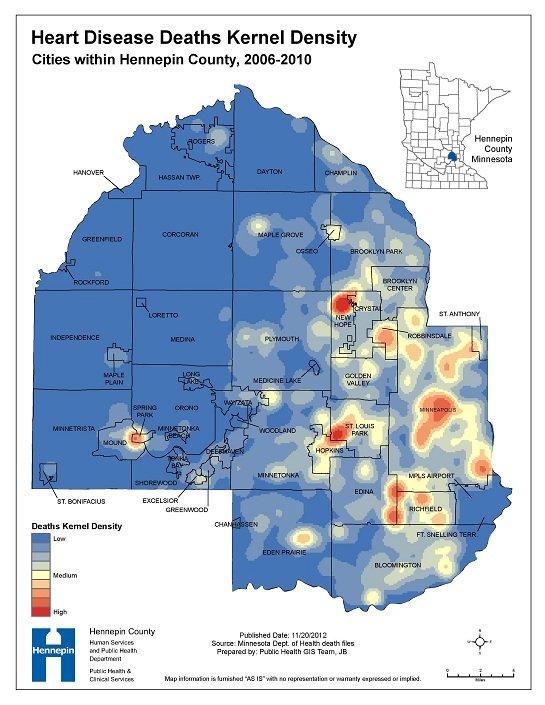 Heart Disease Deaths Kernel Density
Cities within Hennepin County, 2006-2010
Hennepin
County
Minnesota
ROGERS
HANOVER
HASSAN TWP.
DAYTON
CHAMPLIN
GREENFIELD
CORCORAN
MAPLE GROVE
OSSEO
BROOKLYN PARK
ROCKFORD
BROOKLYN
CENTER
LORETTO
CRYSTAL
NEW
HOPE
ST. ANTHONY
INDEPENDENCE
MEDINA
PLYMOUTH
ROBBINSDALE
MAPLE
PLAIN
LONG
LAKE
MEDICINE LAKE
GOLDEN
VALLEY
SPRING
PARK
ORONO
WAYZATA
MINNEAPOLIS
MINNETRISTA
MOUND
MINNETONKA
BEACH
WOODLAND
ST. LOUIS
PARK
DEEPHAVEN
HOPKINS
TONKA
BAY
SHOREWOOD
MINNETONKA
EDINA
MPLS AIRPORT
ST. BONIFACIUS
EXCELSIOR
GREENWOOD
RICHFIELD
CHANHASSEN
FT. SNELLING TERR.
EDEN PRAIRIE
BLOOMINGTON
Deaths Kernel Density
Low
Medium
High
Hennepin
Hennepin County
Human Services
and Public Health
Department
Public Health &
Clinical Services
Published Date: 11/20/2012
Source: Minnesota Dept. of Health death files
Prepared by: Public Health GIS Team, JB
Map information is furnished "AS IS" with no representation or warranty expressed or implied.
N
W E
S
0 2 4
Miles